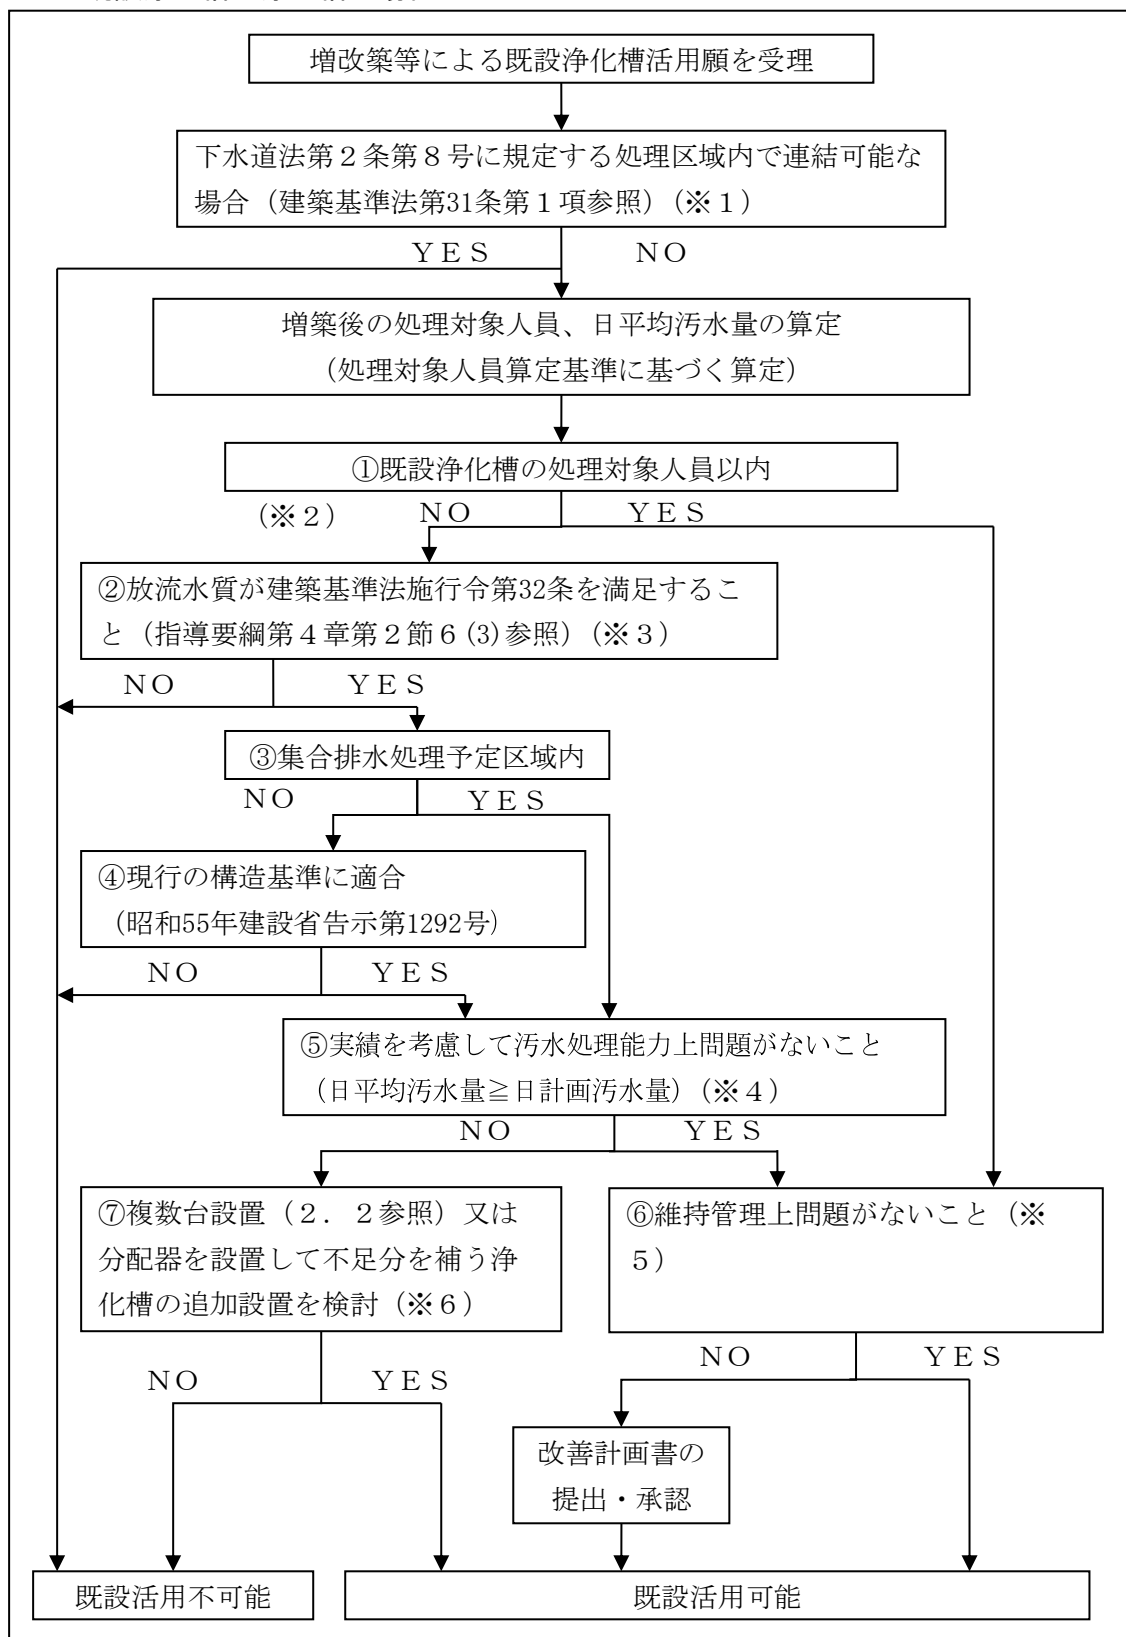 増改築等による既設浄化槽活用願を受理
下水道法第２条第８号に規定する処理区域内で連結可能な
場合（建築基準法第31条第１項参照）（※１）
ＹＥＳ ＮＯ
増築後の処理対象人員、日平均汚水量の算定
（処理対象人員算定基準に基づく算定）
①既設浄化槽の処理対象人員以内
（※２） ＮＯ ＹＥＳ
②放流水質が建築基準法施行令第32条を満足するこ
と（指導要綱第４章第２節６(3)参照）（※３）
ＮＯ ＹＥＳ
③集合排水処理予定区域内
ＮＯ ＹＥＳ
④現行の構造基準に適合
（昭和55年建設省告示第1292号）
ＮＯ ＹＥＳ
⑤実績を考慮して汚水処理能力上問題がないこと
（日平均汚水量≧日計画汚水量）（※４）
ＮＯ ＹＥＳ
⑦複数台設置（２．２参照）又は
分配器を設置して不足分を補う浄
化槽の追加設置を検討（※６）
⑥維持管理上問題がないこと（※
５）
ＮＯ ＹＥＳ
ＮＯ ＹＥＳ
改善計画書の
提出・承認
既設活用不可能
既設活用可能